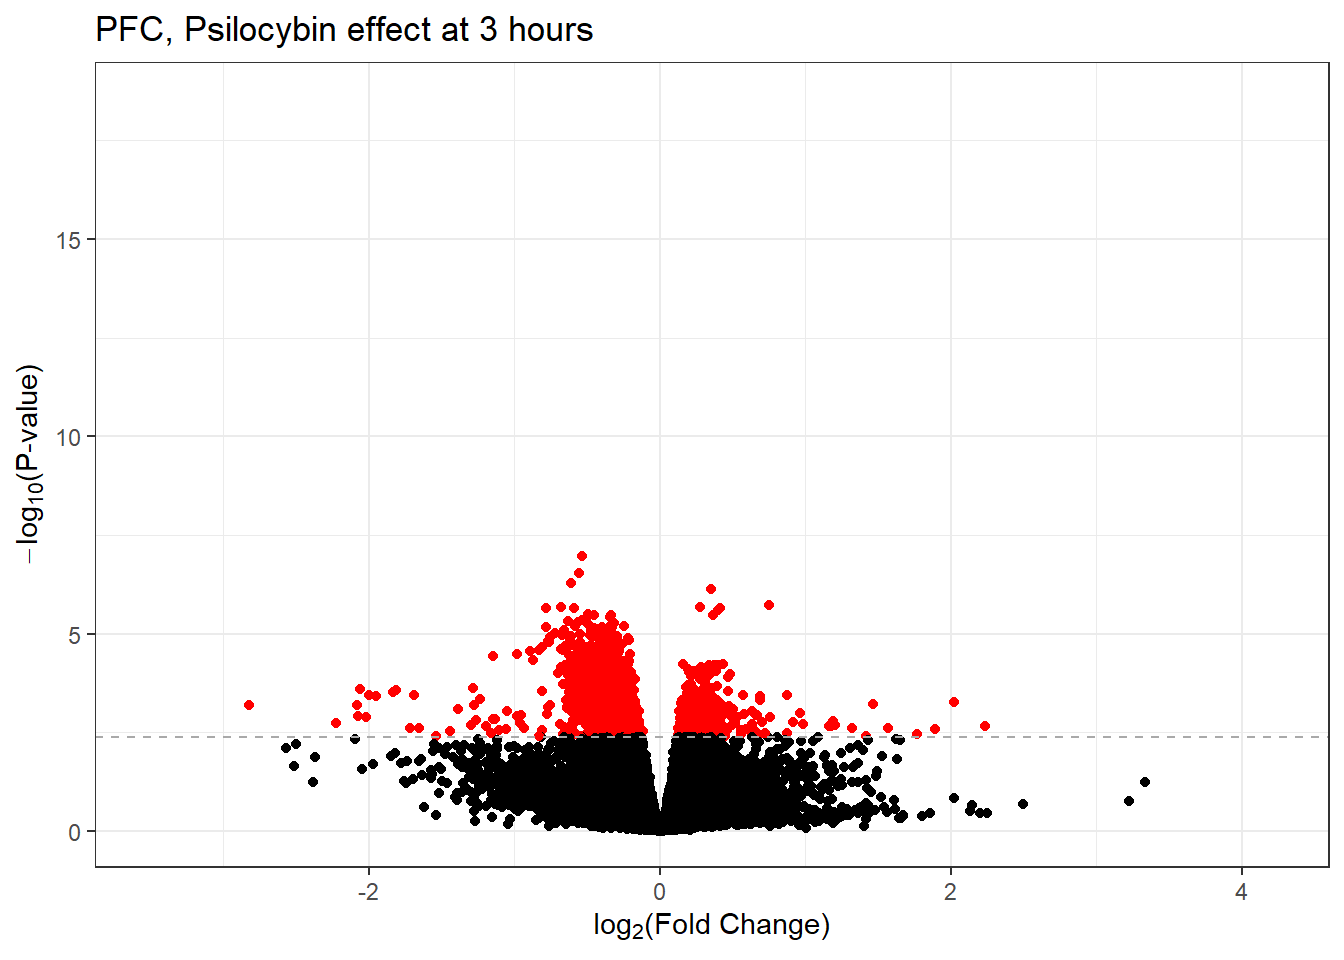 PFC, Psilocybin effect at 3 hours
15
10
5
0
−log10(P-value)
-2
0
2
4
log2(Fold Change)